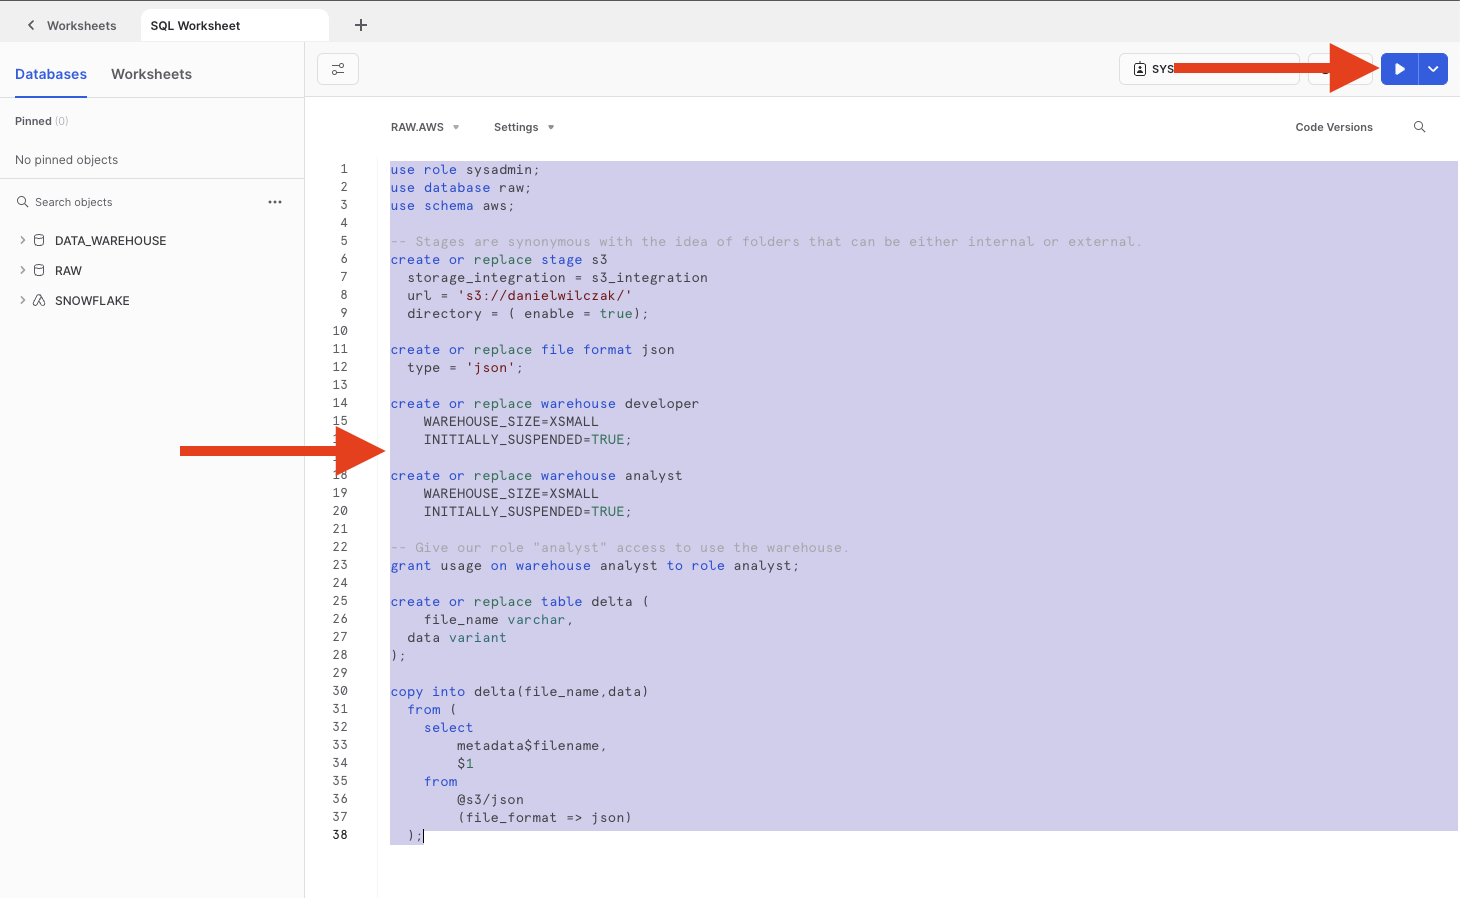 Worksheets
SQL Worksheet
Databases
Worksheets
Pinned (0)
No pinned objects
Search objects
DATA_WAREHOUSE
RAW
SNOWFLAKE
SYS
RAW.AWS
Settings
Code Versions
1 use role sysadmin;
2 use database raw;
3 use schema aws;
4
5 -- Stages are synonymous with the idea of folders that can be either internal or external.
6 create or replace stage s3
7 storage_integration = s3_integration
8 url = 's3://danielwilczak/'
9 directory = ( enable = true);
10
11 create or replace file format json
12 type = 'json';
13
14 create or replace warehouse developer
15 WAREHOUSE_SIZE=XSMALL
INITIALLY_SUSPENDED=TRUE;
18 create or replace warehouse analyst
19 WAREHOUSE_SIZE=XSMALL
20 INITIALLY_SUSPENDED=TRUE;
21
22 -- Give our role "analyst" access to use the warehouse.
23 grant usage on warehouse analyst to role analyst;
24
25 create or replace table delta (
26 file_name varchar,
27 data variant
28 );
29
30 copy into delta(file_name,data)
31 from (
32 select
33 metadata$filename,
34 $1
35 from
36 @s3/json
37 (file_format => json)
38 );